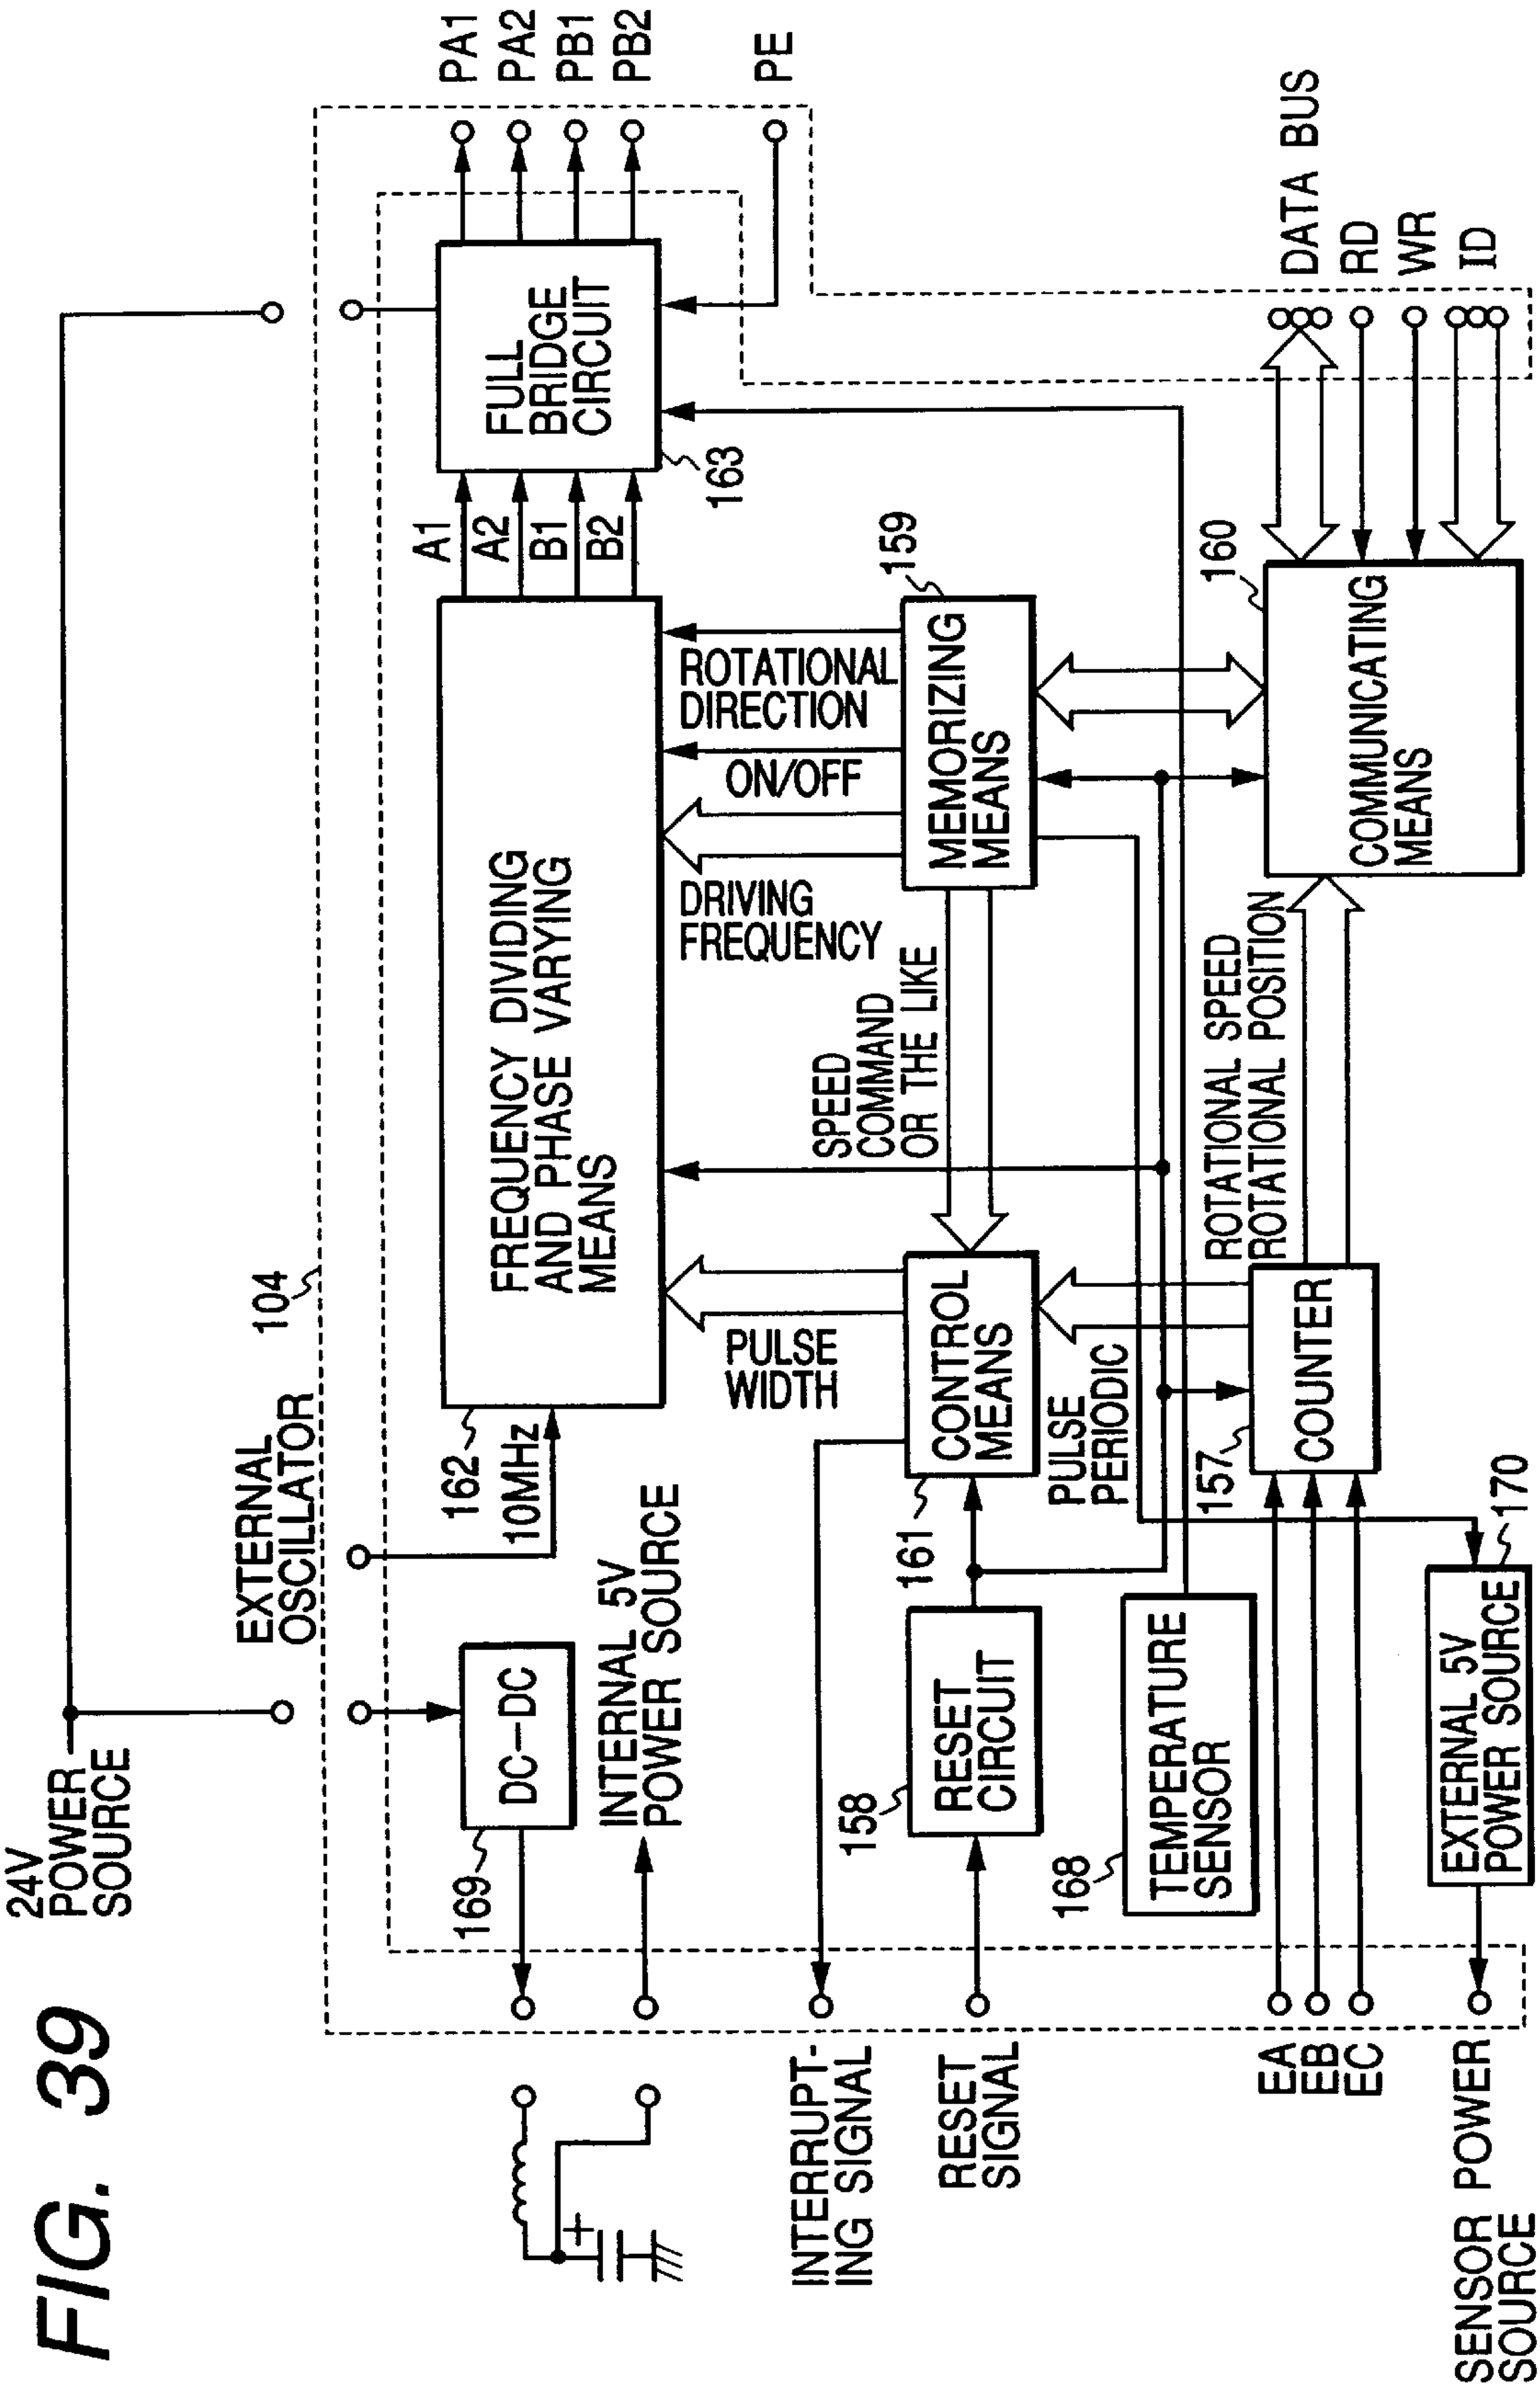 FIG. 39
24V
POWER
SOURCE
EXTERNAL
OSCILLATOR
104
PA1
PA2
PB1
PB2
PE
169
DC-DC
INTERNAL 5V
POWER SOURCE
162
10MHz
FREQUENCY DIVIDING
AND PHASE VARYING
MEANS
A1
A2
B1
B2
FULL
BRIDGE
CIRCUIT
163
PULSE
WIDTH
DRIVING
FREQUENCY
ON/OFF
ROTATIONAL
DIRECTION
INTERRUPT-
ING SIGNAL
RESET
SIGNAL
158
RESET
CIRCUIT
161
CONTROL
MEANS
SPEED
COMMAND
OR THE LIKE
MEMORIZING
MEANS
159
PULSE
PERIODIC
168
TEMPERATURE
SENSOR
157
COUNTER
ROTATIONAL SPEED
ROTATIONAL POSITION
160
COMMUNICATING
MEANS
DATA BUS
RD
WR
ID
EA
EB
EC
170
EXTERNAL 5V
POWER SOURCE
SENSOR POWER
SOURCE